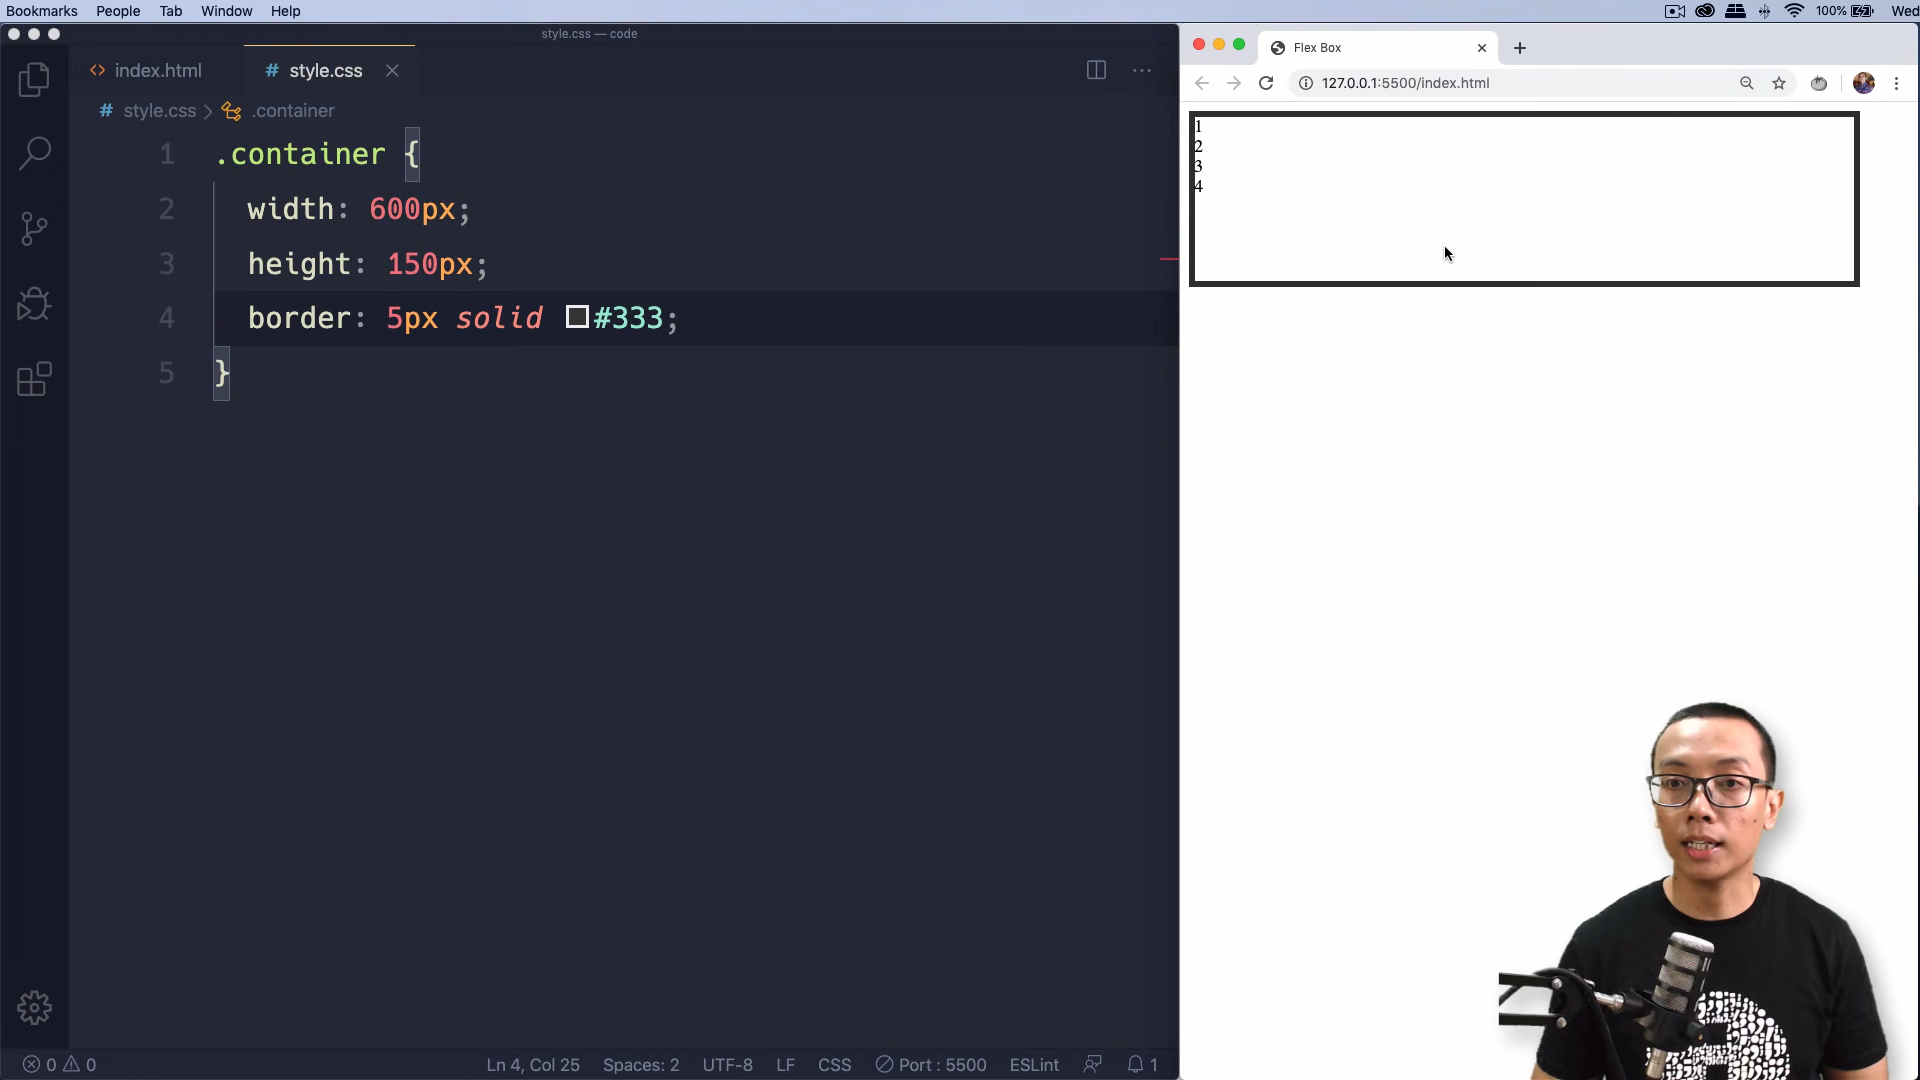 Bookmarks People Tab Window Help
100% Wed
style.css — code
index.html
# style.css
# style.css > .container
1 .container {
2 width: 600px;
3 height: 150px;
4 border: 5px solid #333;
5 }
0 0
Ln 4, Col 25 Spaces: 2 UTF-8 LF CSS Port : 5500 ESLint 1
Flex Box
127.0.0.1:5500/index.html
1
2
3
4